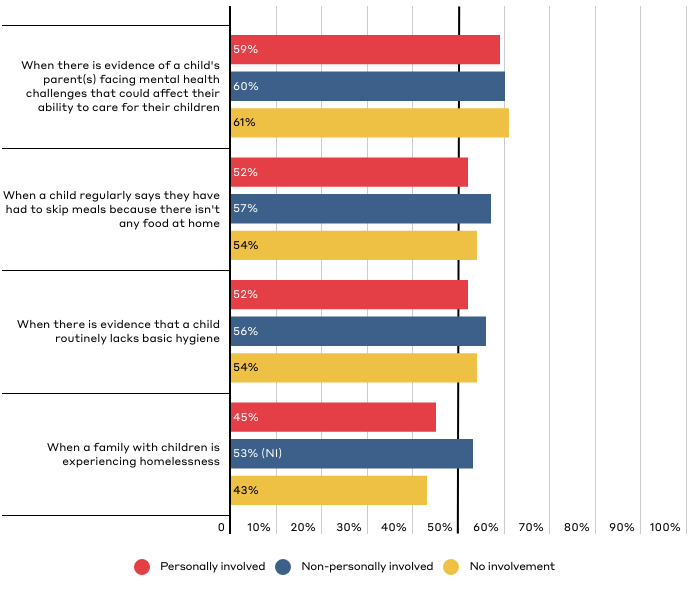 When there is evidence of a child's
parent(s) facing mental health
challenges that could affect their
ability to care for their children
59%
60%
61%
When a child regularly says they have
had to skip meals because there isn't
any food at home
52%
57%
54%
When there is evidence that a child
routinely lacks basic hygiene
52%
56%
54%
When a family with children is
experiencing homelessness
45%
53% (NI)
43%
0 10% 20% 30% 40% 50% 60% 70% 80% 90% 100%
Personally involved Non-personally involved No involvement